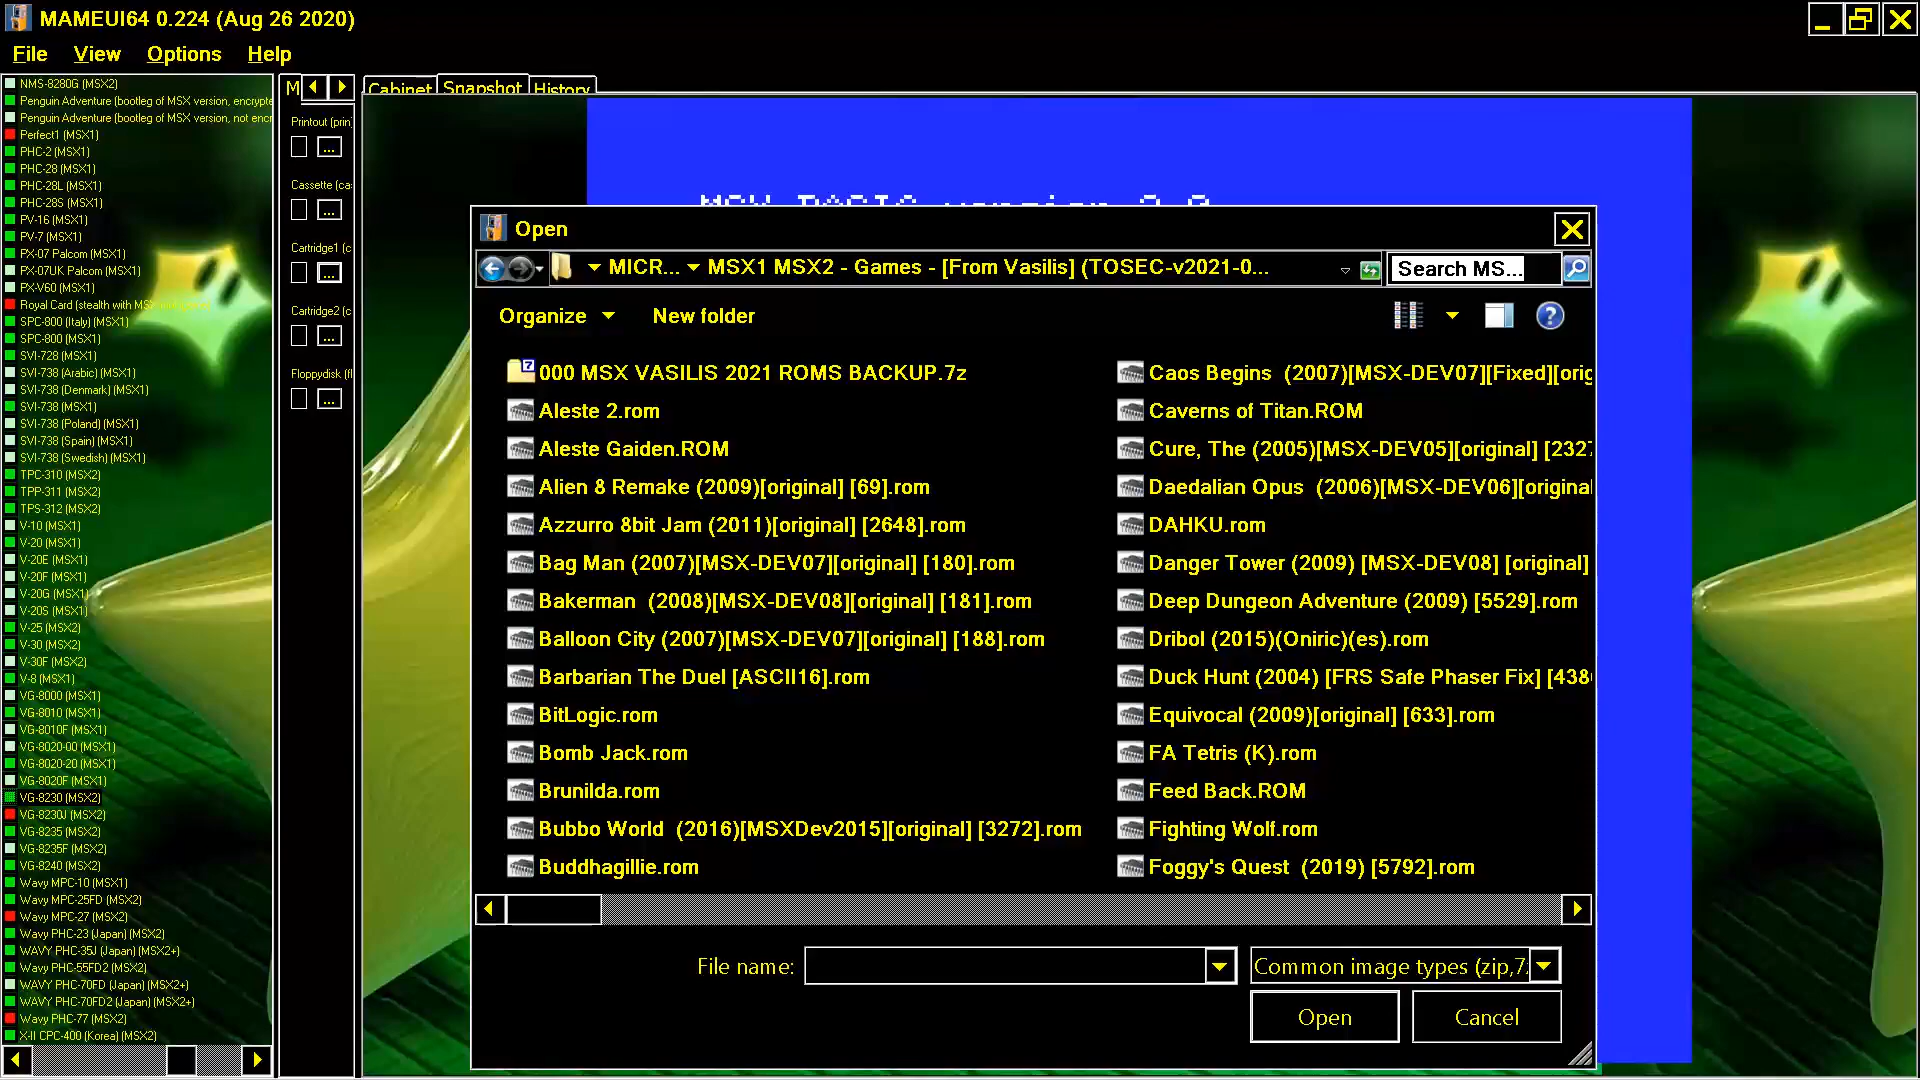 MAMEUI64 0.224 (Aug 26 2020)
File View Options Help
NMS-8280G (MSX2)
Penguin Adventure (bootleg of MSX version, encrypte
Penguin Adventure (bootleg of MSX version, not encr
Perfect1 (MSX1)
PHC-2 (MSX1)
PHC-28 (MSX1)
PHC-28L (MSX1)
PHC-28S (MSX1)
PV-16 (MSX1)
PV-7 (MSX1)
PX-07 Palcom (MSX1)
PX-07UK Palcom (MSX1)
PX-V60 (MSX1)
Royal Card (stealth with MSX
SPC-800 (Italy) (MSX1)
SPC-800 (MSX1)
SVI-728 (MSX1)
SVI-738 (Arabic) (MSX1)
SVI-738 (Denmark) (MSX1)
SVI-738 (MSX1)
SVI-738 (Poland) (MSX1)
SVI-738 (Spain) (MSX1)
SVI-738 (Swedish) (MSX1)
TPC-310 (MSX2)
TPP-311 (MSX2)
TPS-312 (MSX2)
V-10 (MSX1)
V-20 (MSX1)
V-20E (MSX1)
V-20F (MSX1)
V-20G (MSX1)
V-20S (MSX1)
V-25 (MSX2)
V-30 (MSX2)
V-30F (MSX2)
V-8 (MSX1)
VG-8000 (MSX1)
VG-8010 (MSX1)
VG-8010F (MSX1)
VG-8020-00 (MSX1)
VG-8020-20 (MSX1)
VG-8020F (MSX1)
VG-8230 (MSX2)
VG-8230J (MSX2)
VG-8235 (MSX2)
VG-8235F (MSX2)
VG-8240 (MSX2)
Wavy MPC-10 (MSX1)
Wavy MPC-25FD (MSX2)
Wavy MPC-27 (MSX2)
Wavy PHC-23 (Japan) (MSX2)
WAVY PHC-35J (Japan) (MSX2+)
Wavy PHC-55FD2 (MSX2)
WAVY PHC-70FD (Japan) (MSX2+)
WAVY PHC-70FD2 (Japan) (MSX2+)
Wavy PHC-77 (MSX2)
X-II CPC-400 (Korea) (MSX2)
M
Printout (prin
...
Cassette (ca
...
Cartridge1 (c
...
Cartridge2 (c
...
Floppydisk (fl
...
Cabinet Snapshot History
MSX BASIC version 2.0
Open
MICR... MSX1 MSX2 - Games - [From Vasilis] (TOSEC-v2021-0...
Search MS...
Organize New folder
000 MSX VASILIS 2021 ROMS BACKUP.7z
Aleste 2.rom
Aleste Gaiden.ROM
Alien 8 Remake (2009)[original] [69].rom
Azzurro 8bit Jam (2011)[original] [2648].rom
Bag Man (2007)[MSX-DEV07][original] [180].rom
Bakerman (2008)[MSX-DEV08][original] [181].rom
Balloon City (2007)[MSX-DEV07][original] [188].rom
Barbarian The Duel [ASCII16].rom
BitLogic.rom
Bomb Jack.rom
Brunilda.rom
Bubbo World (2016)[MSXDev2015][original] [3272].rom
Buddhagillie.rom
Caos Begins (2007)[MSX-DEV07][Fixed][orig
Caverns of Titan.ROM
Cure, The (2005)[MSX-DEV05][original] [232
Daedalian Opus (2006)[MSX-DEV06][original
DAHKU.rom
Danger Tower (2009) [MSX-DEV08] [original]
Deep Dungeon Adventure (2009) [5529].rom
Dribol (2015)(Oniric)(es).rom
Duck Hunt (2004) [FRS Safe Phaser Fix] [438
Equivocal (2009)[original] [633].rom
FA Tetris (K).rom
Feed Back.ROM
Fighting Wolf.rom
Foggy's Quest (2019) [5792].rom
File name:
Common image types (zip,7
Open
Cancel